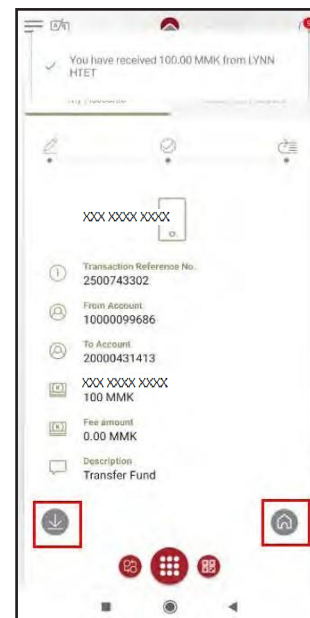 You have received 100.00 MMK from LYNN
HTET
XXX XXXX XXXX
Transaction Reference No.
2500743302
From Account
10000099686
To Account
20000431413
XXX XXXX XXXX
100 MMK
Fee amount
0.00 MMK
Description
Transfer Fund